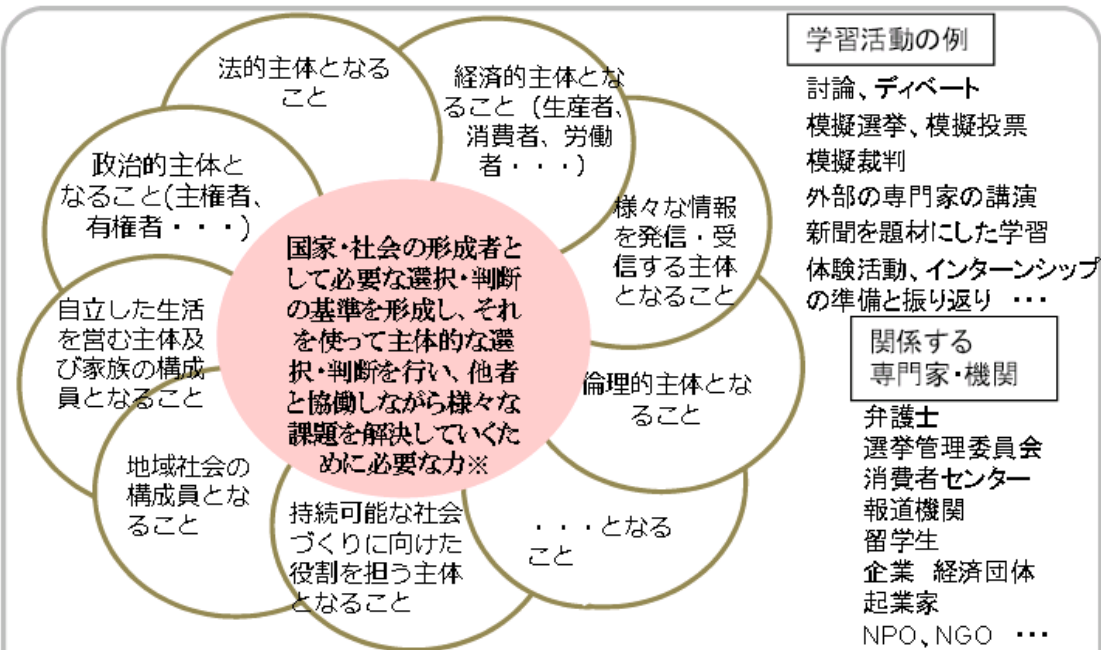 法的主体となる
こと
経済的主体とな
ること（生産者、
消費者、労働
者・・・）
政治的主体と
なること(主権者、
有権者・・・)
様々な情報
を発信・受
信する主体
となること
国家・社会の形成者と
して必要な選択・判断
の基準を形成し、それ
を使って主体的な選
択・判断を行い、他者
と協働しながら様々な
課題を解決していくた
めに必要な力※
自立した生活
を営む主体及
び家族の構成
員となること
倫理的主体とな
ること
地域社会の
構成員とな
ること
持続可能な社会
づくりに向けた
役割を担う主体
となること
・・・となる
こと
学習活動の例
討論、ディベート
模擬選挙、模擬投票
模擬裁判
外部の専門家の講演
新聞を題材にした学習
体験活動、インターンシップ
の準備と振り返り ・・・
関係する
専門家・機関
弁護士
選挙管理委員会
消費者センター
報道機関
留学生
企業 経済団体
起業家
NPO、NGO ・・・